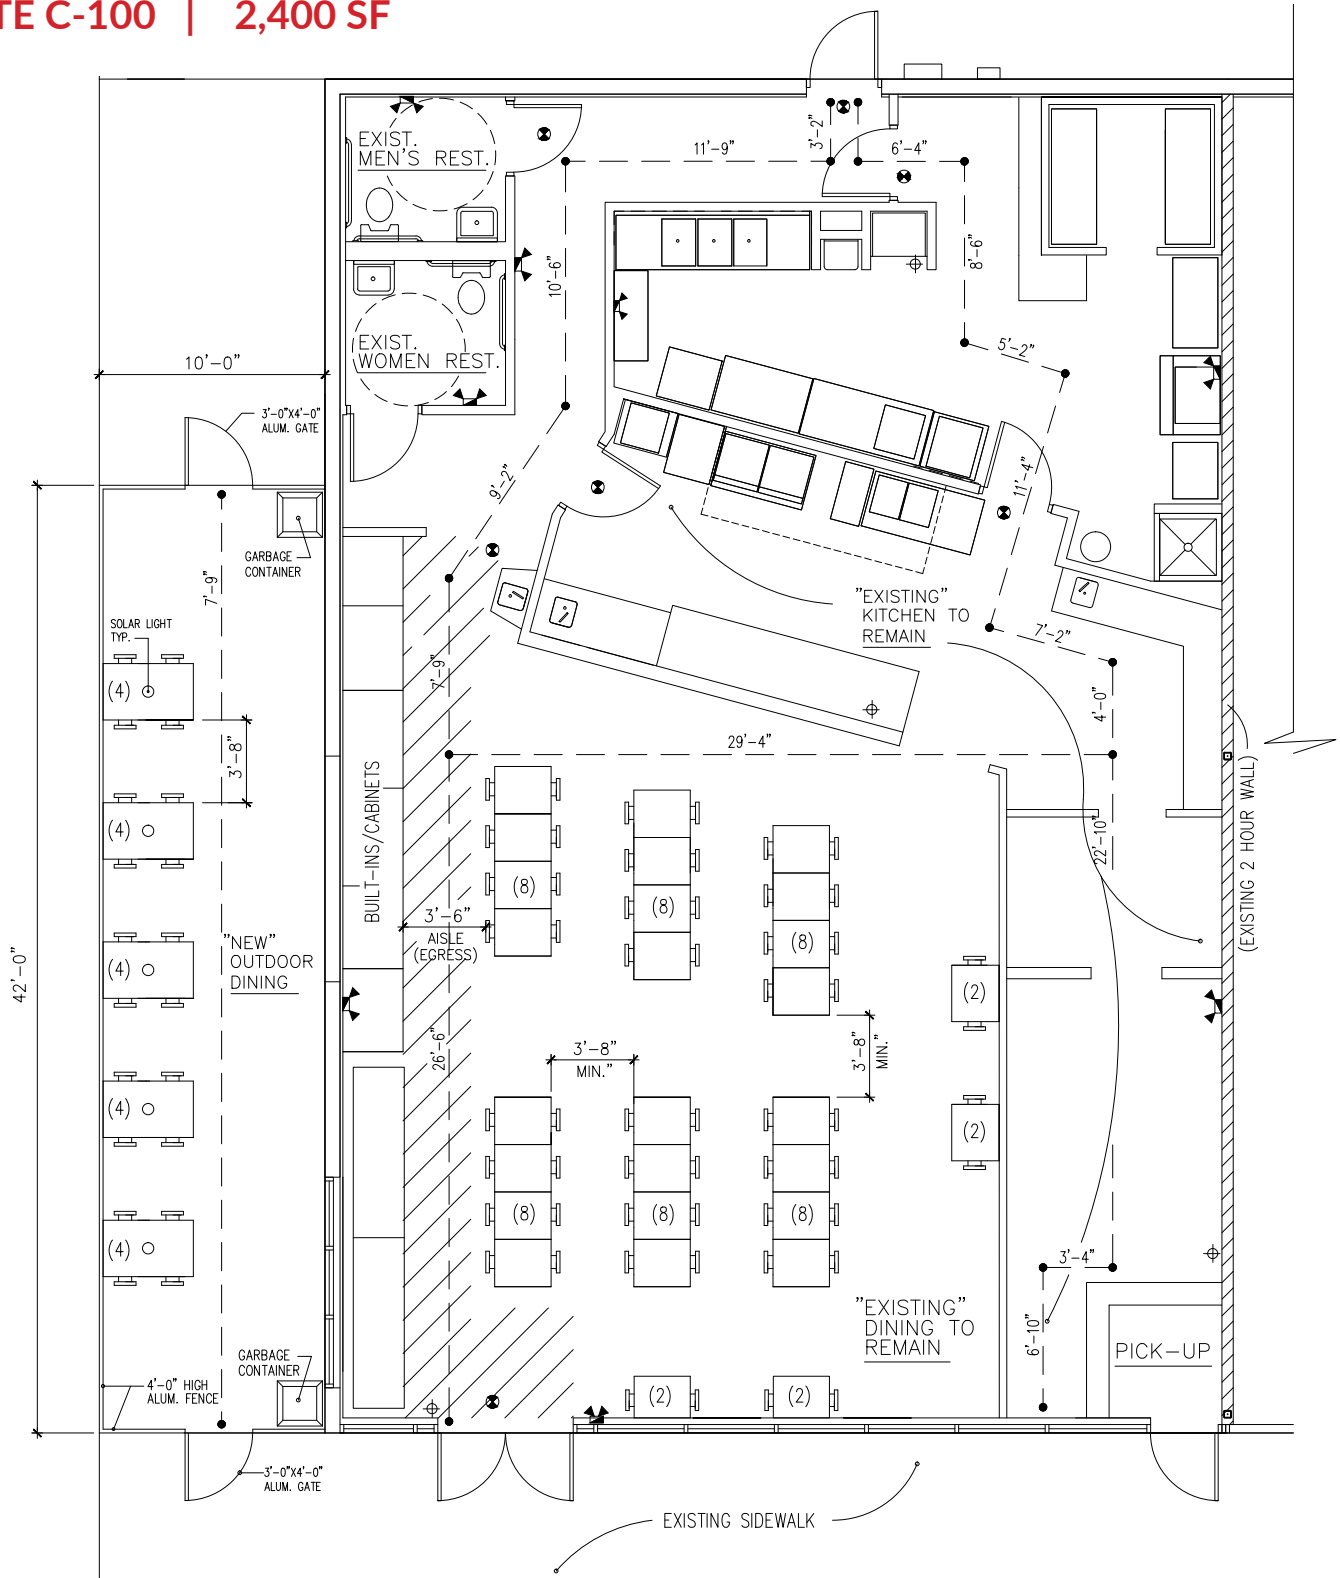 TE C-100 | 2,400 SF
EXIST.
MEN'S REST.
11'-9"
3'-2"
6'-4"
10'-6"
8'-6"
EXIST.
WOMEN REST.
5'-2"
10'-0"
3'-0"X4'-0"
ALUM. GATE
9'-2"
11'-4"
GARBAGE
CONTAINER
7'-9"
SOLAR LIGHT
TYP.
"EXISTING"
KITCHEN TO
REMAIN
7'-2"
7'-9"
(4)
4'-0"
3'-8"
29'-4"
(EXISTING 2 HOUR WALL)
BUILT-INS/CABINETS
(4)
22'-10"
(8)
(8)
3'-6"
AISLE
(EGRESS)
(8)
"NEW"
OUTDOOR
DINING
(4)
42'-0"
(2)
26'-6"
3'-8"
MIN."
3'-8"
MIN."
(4)
(2)
(8)
(8)
(8)
(4)
3'-4"
"EXISTING"
DINING TO
REMAIN
6'-10"
PICK-UP
GARBAGE
CONTAINER
4'-0" HIGH
ALUM. FENCE
(2)
(2)
3'-0"X4'-0"
ALUM. GATE
EXISTING SIDEWALK